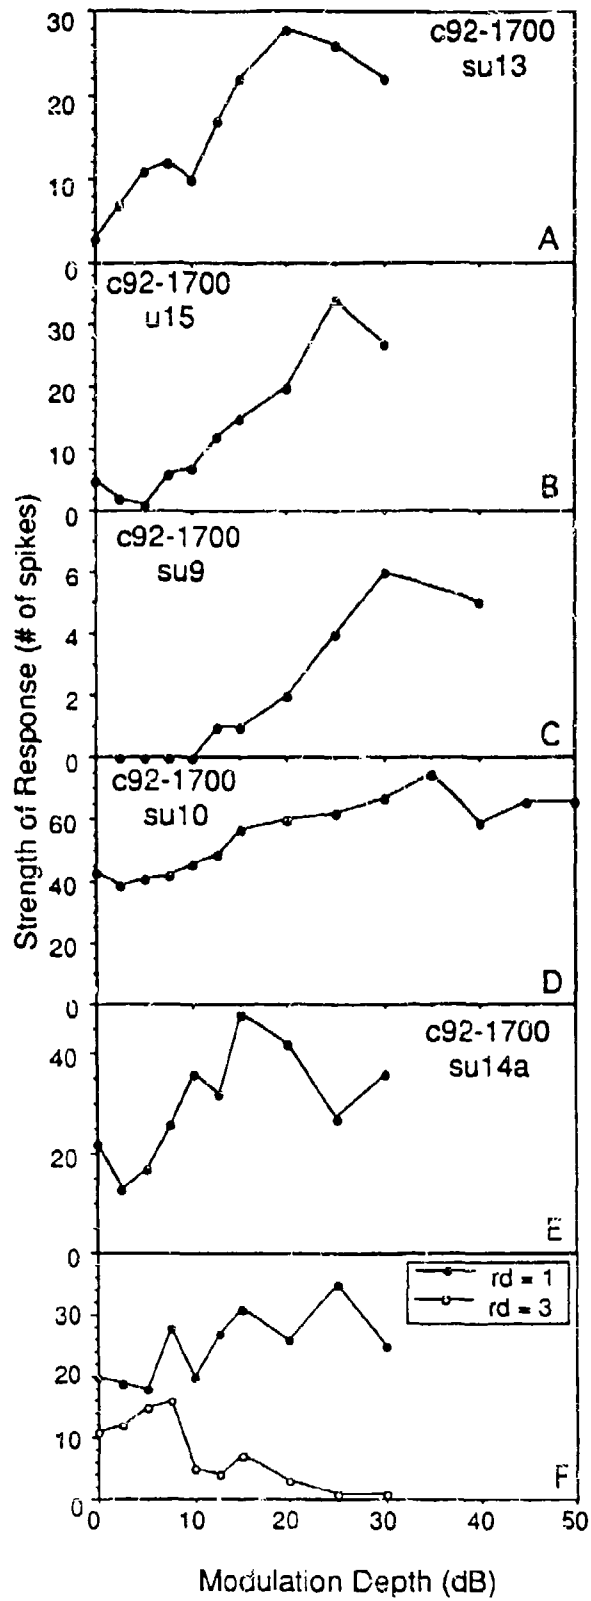 Strength of Response (# of spikes)
30
20
10
0
c92-1700
su13
A
30
20
10
0
c92-1700
u15
B
6
4
2
0
c92-1700
su9
C
60
40
20
0
c92-1700
su10
D
40
20
0
c92-1700
su14a
E
30
20
10
0
rd = 1
rd = 3
F
0 10 20 30 40 50
Modulation Depth (dB)